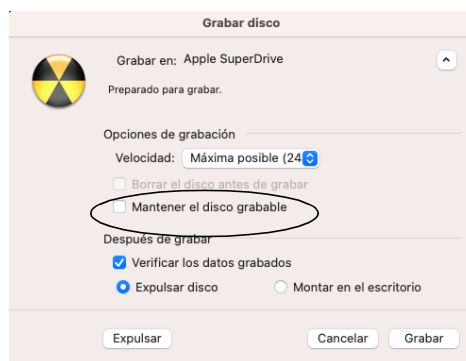 Grabar disco
Grabar en: Apple SuperDrive
Preparado para grabar.
Opciones de grabación
Velocidad: Máxima posible (24
Borrar el disco antes de grabar
Mantener el disco grabable
Después de grabar
Verificar los datos grabados
Expulsar disco Montar en el escritorio
Expulsar Cancelar Grabar